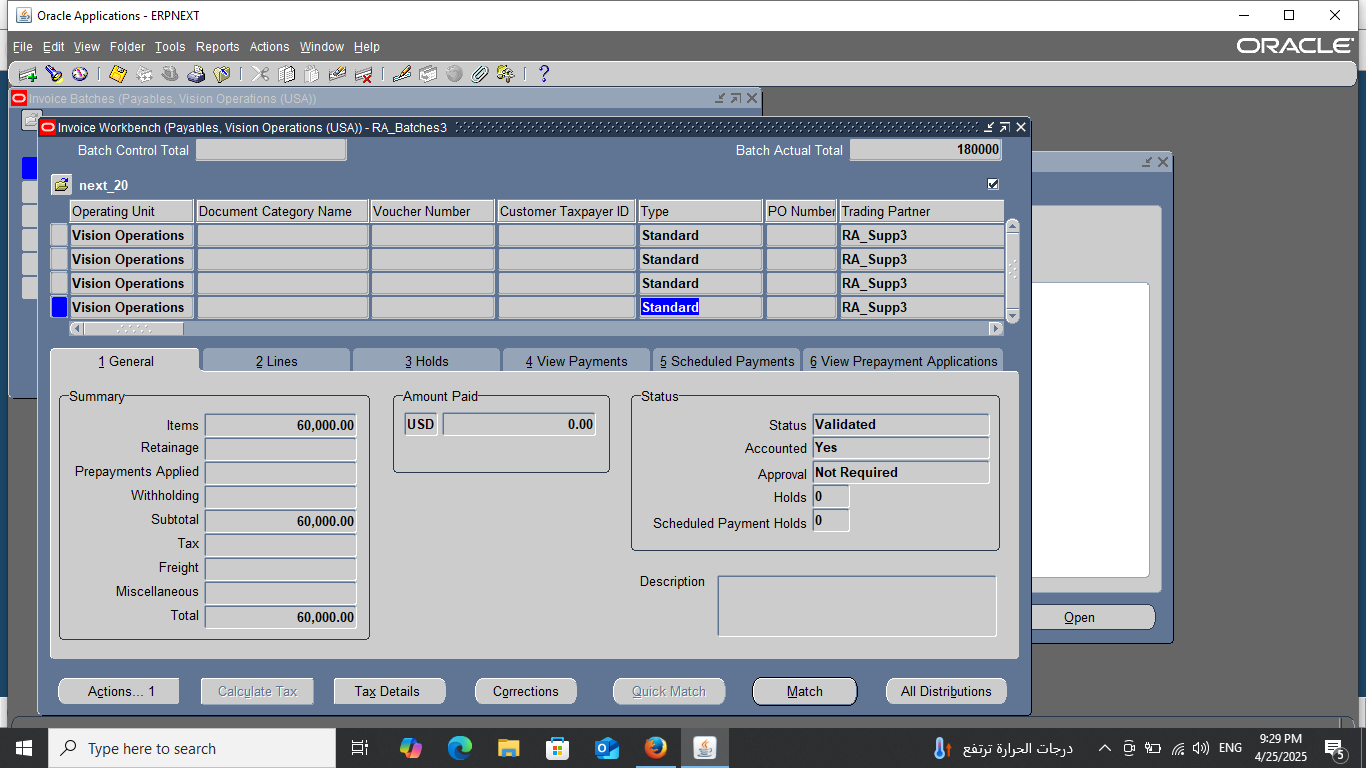 Oracle Applications - ERPNEXT
File Edit View Folder Tools Reports Actions Window Help
ORACLE
Invoice Batches (Payables, Vision Operations (USA))
Invoice Workbench (Payables, Vision Operations (USA)) - RA_Batches3
Batch Control Total
Batch Actual Total 180000
next_20
Operating Unit Document Category Name Voucher Number Customer Taxpayer ID Type PO Number Trading Partner
Vision Operations Standard RA_Supp3
Vision Operations Standard RA_Supp3
Vision Operations Standard RA_Supp3
Vision Operations Standard RA_Supp3
1 General 2 Lines 3 Holds 4 View Payments 5 Scheduled Payments 6 View Prepayment Applications
Summary
Items 60,000.00
Retainage
Prepayments Applied
Withholding
Subtotal 60,000.00
Tax
Freight
Miscellaneous
Total 60,000.00
Amount Paid
USD 0.00
Status
Status Validated
Accounted Yes
Approval Not Required
Holds 0
Scheduled Payment Holds 0
Description
Open
Actions... 1 Calculate Tax Tax Details Corrections Quick Match Match All Distributions
Type here to search
درجات الحرارة ترتفع
ENG
9:29 PM
4/25/2025
5